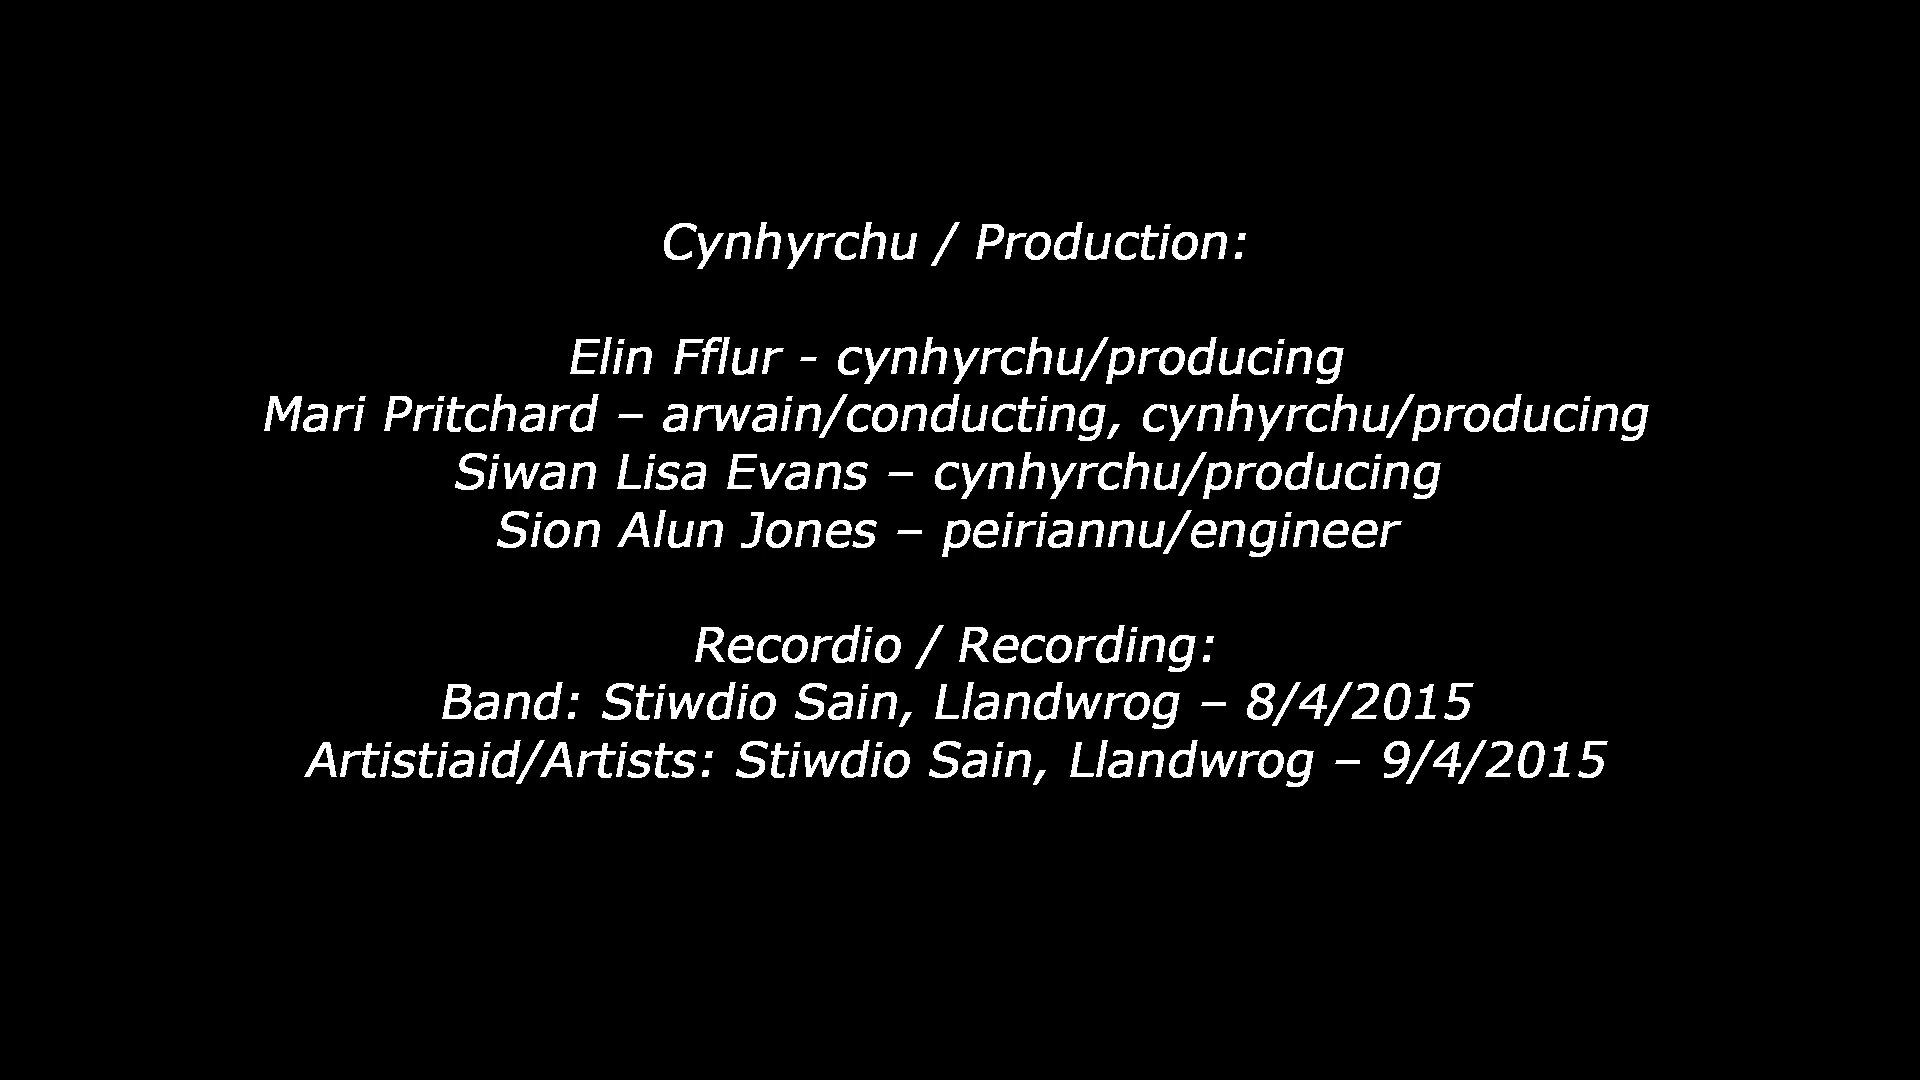 Cynhyrchu / Production:
Elin Fflur - cynhyrchu/producing
Mari Pritchard – arwain/conducting, cynhyrchu/producing
Siwan Lisa Evans – cynhyrchu/producing
Sion Alun Jones – peiriannu/engineer
Recordio / Recording:
Band: Stiwdio Sain, Llandwrog – 8/4/2015
Artistiaid/Artists: Stiwdio Sain, Llandwrog – 9/4/2015